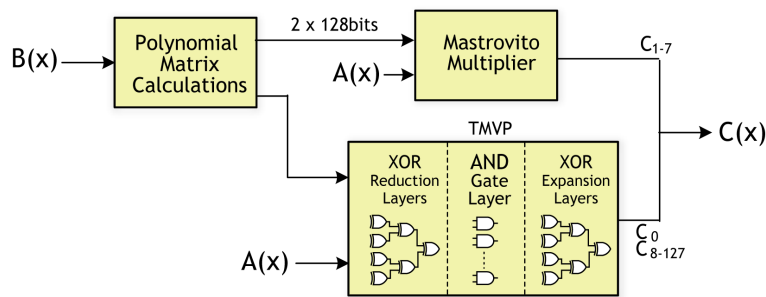 2 x 128bits
B(x)
Polynomial
Matrix
Calculations
Mastrovito
Multiplier
A(x)
C1-7
TMVP
C(x)
XOR
Reduction
Layers
AND
Gate
Layer
XOR
Expansion
Layers
A(x)
C0
C8-127